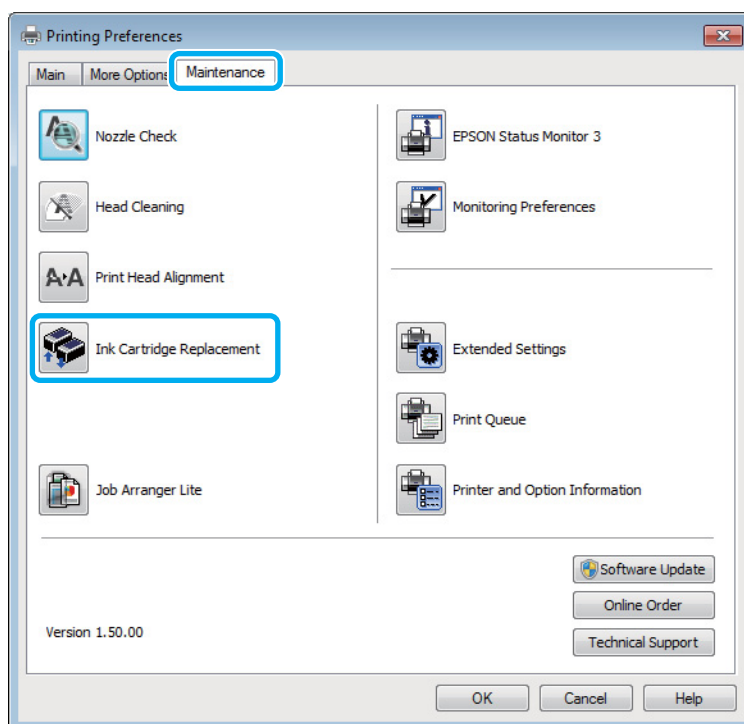 Printing Preferences
Main
More Options
Maintenance
Nozzle Check
EPSON Status Monitor 3
Head Cleaning
Monitoring Preferences
A▸A
Print Head Alignment
Ink Cartridge Replacement
Extended Settings
Print Queue
Job Arranger Lite
Printer and Option Information
Software Update
Online Order
Version 1.50.00
Technical Support
OK
Cancel
Help